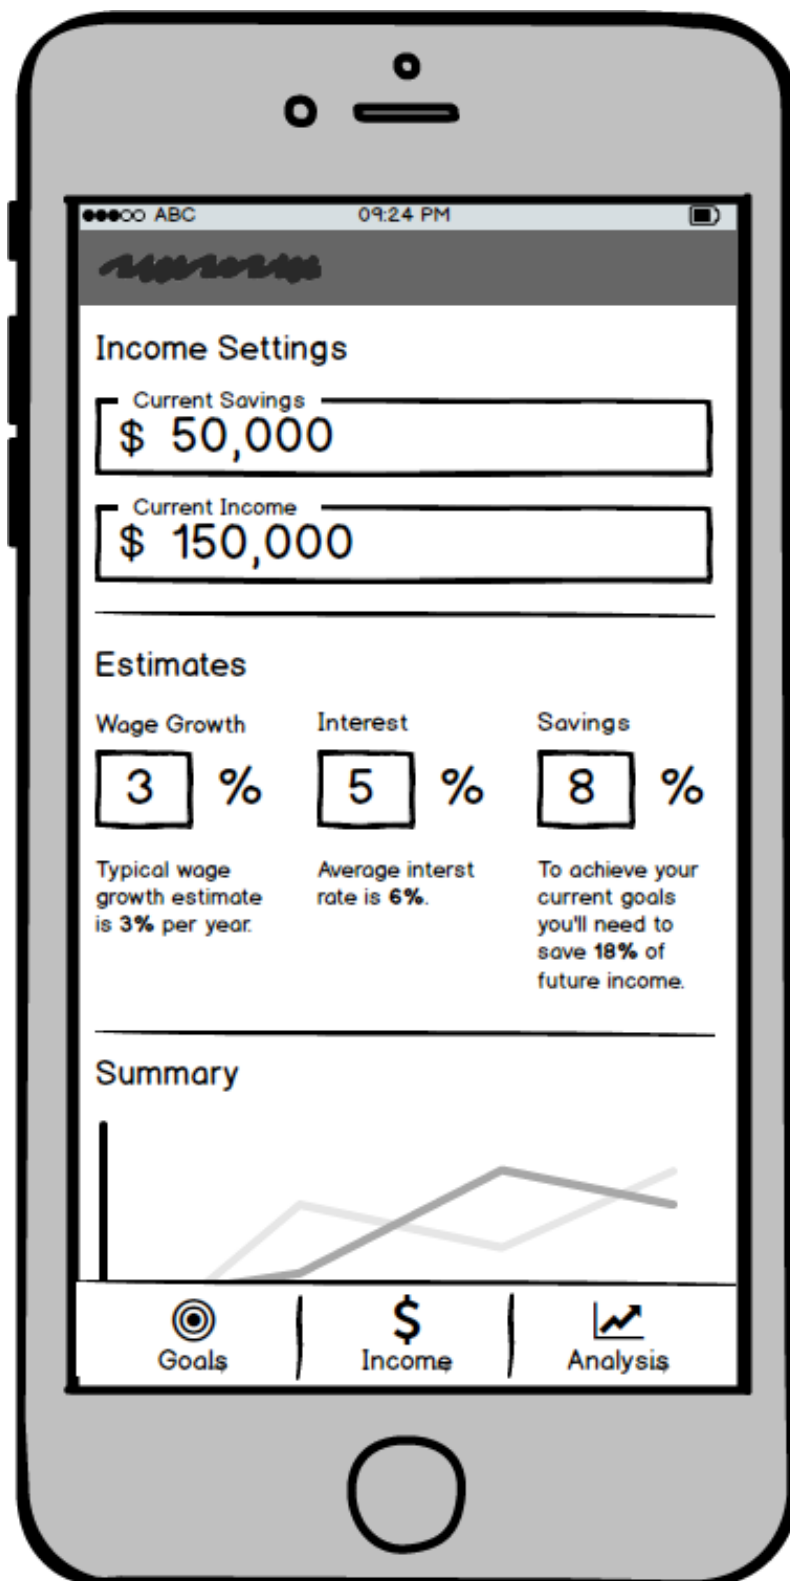 ABC 09:24 PM
Income Settings
Current Savings
$ 50,000
Current Income
$ 150,000
Estimates
Wage Growth Interest Savings
3 % 5 % 8 %
Typical wage
growth estimate
is 3% per year.
Average interst
rate is 6%.
To achieve your
current goals
you'll need to
save 18% of
future income.
Summary
$
Goals Income Analysis